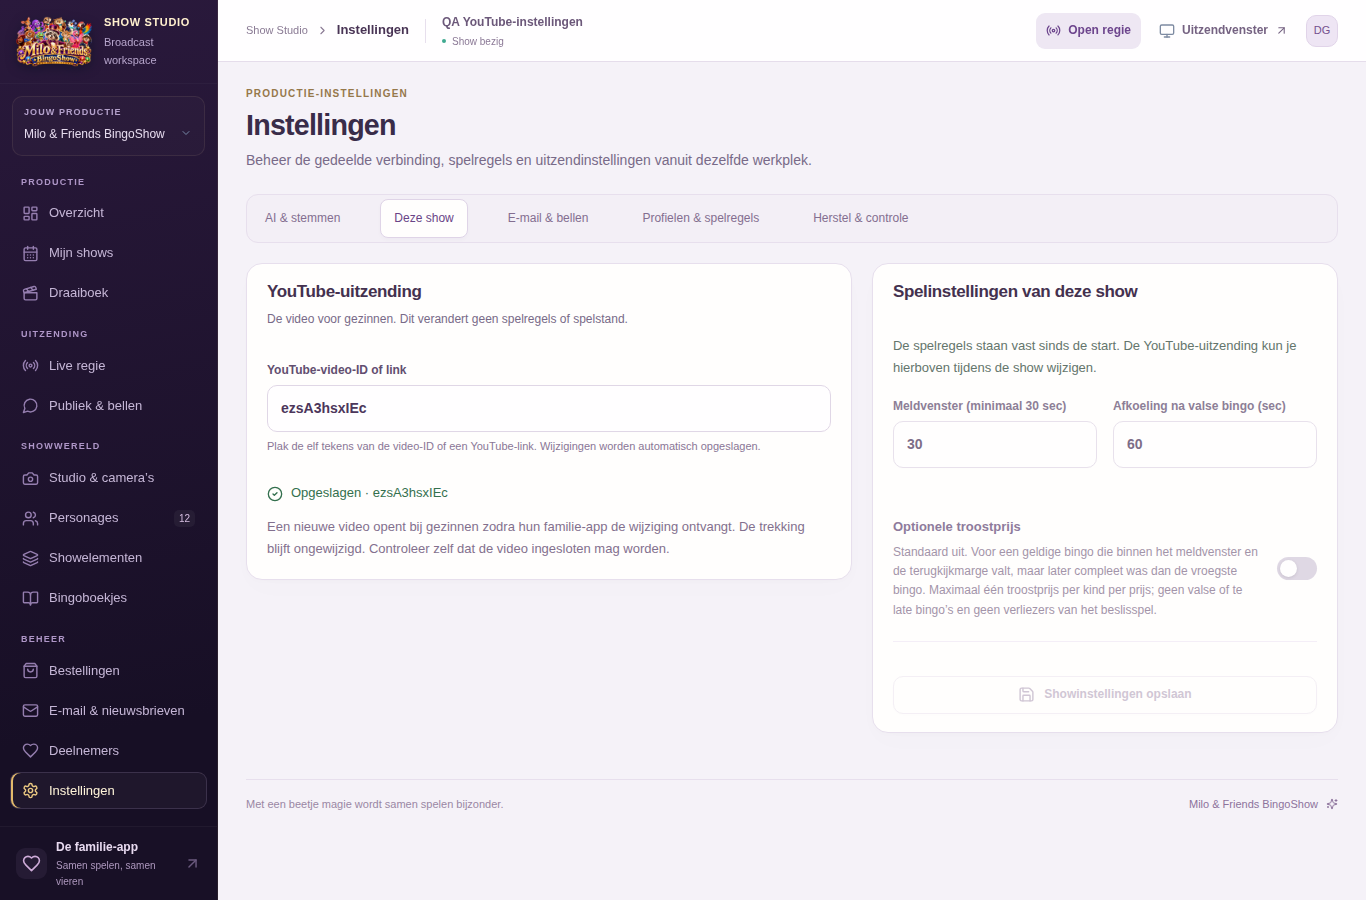 Milo & Friends
BingoShow
SHOW STUDIO
Broadcast
workspace
JOUW PRODUCTIE
Milo & Friends BingoShow
PRODUCTIE
Overzicht
Mijn shows
Draaiboek
UITZENDING
Live regie
Publiek & bellen
SHOWWERELD
Studio & camera's
Personages 12
Showelementen
Bingoboekjes
BEHEER
Bestellingen
E-mail & nieuwsbrieven
Deelnemers
Instellingen
De familie-app
Samen spelen, samen
vieren
Show Studio > Instellingen
QA YouTube-instellingen
Show bezig
Open regie
Uitzendvenster
DG
PRODUCTIE-INSTELLINGEN
Instellingen
Beheer de gedeelde verbinding, spelregels en uitzendinstellingen vanuit dezelfde werkplek.
AI & stemmen
Deze show
E-mail & bellen
Profielen & spelregels
Herstel & controle
YouTube-uitzending
De video voor gezinnen. Dit verandert geen spelregels of spelstand.
YouTube-video-ID of link
ezsA3hsxIEc
Plak de elf tekens van de video-ID of een YouTube-link. Wijzigingen worden automatisch opgeslagen.
Opgeslagen · ezsA3hsxIEc
Een nieuwe video opent bij gezinnen zodra hun familie-app de wijziging ontvangt. De trekking
blijft ongewijzigd. Controleer zelf dat de video ingesloten mag worden.
Spelinstellingen van deze show
De spelregels staan vast sinds de start. De YouTube-uitzending kun je
hierboven tijdens de show wijzigen.
Meldvenster (minimaal 30 sec)
30
Afkoeling na valse bingo (sec)
60
Optionele troostprijs
Standaard uit. Voor een geldige bingo die binnen het meldvenster en
de terugkijkmarge valt, maar later compleet was dan de vroegste
bingo. Maximaal één troostprijs per kind per prijs; geen valse of te
late bingo's en geen verliezers van het beslisspel.
Showinstellingen opslaan
Met een beetje magie wordt samen spelen bijzonder.
Milo & Friends BingoShow